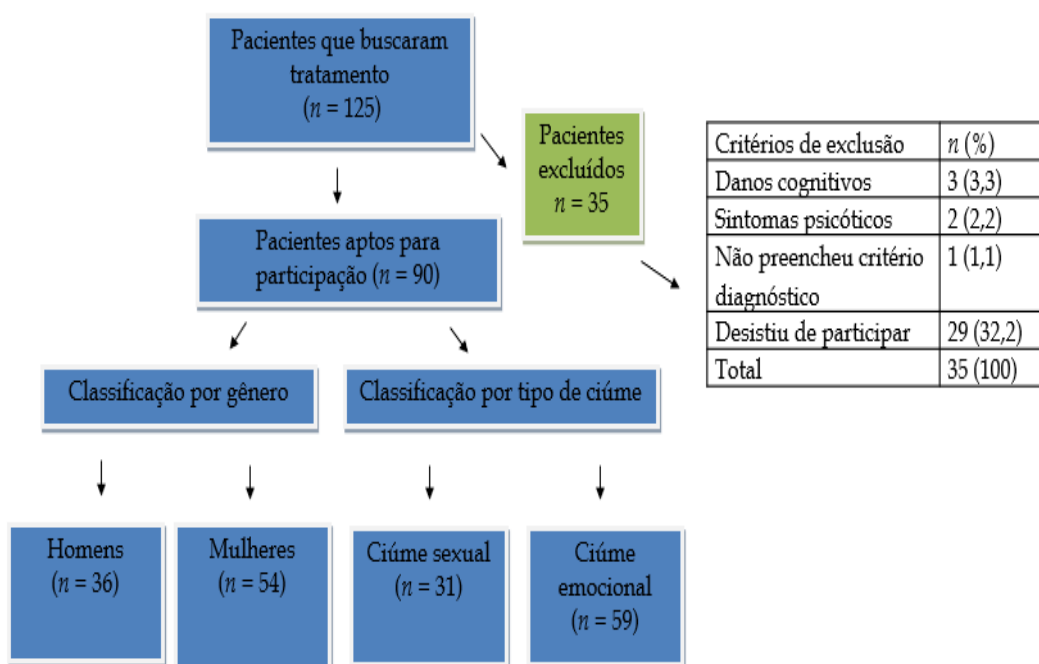 Pacientes que buscaram
tratamento
(n = 125)
Pacientes
excluídos
n = 35
Critérios de exclusão n (%)
Danos cognitivos 3 (3,3)
Sintomas psicóticos 2 (2,2)
Não preencheu critério 1 (1,1)
diagnóstico
Desistiu de participar 29 (32,2)
Total 35 (100)
Pacientes aptos para
participação (n = 90)
Classificação por gênero
Classificação por tipo de ciúme
Homens
(n = 36)
Mulheres
(n = 54)
Ciúme sexual
(n = 31)
Ciúme
emocional
(n = 59)